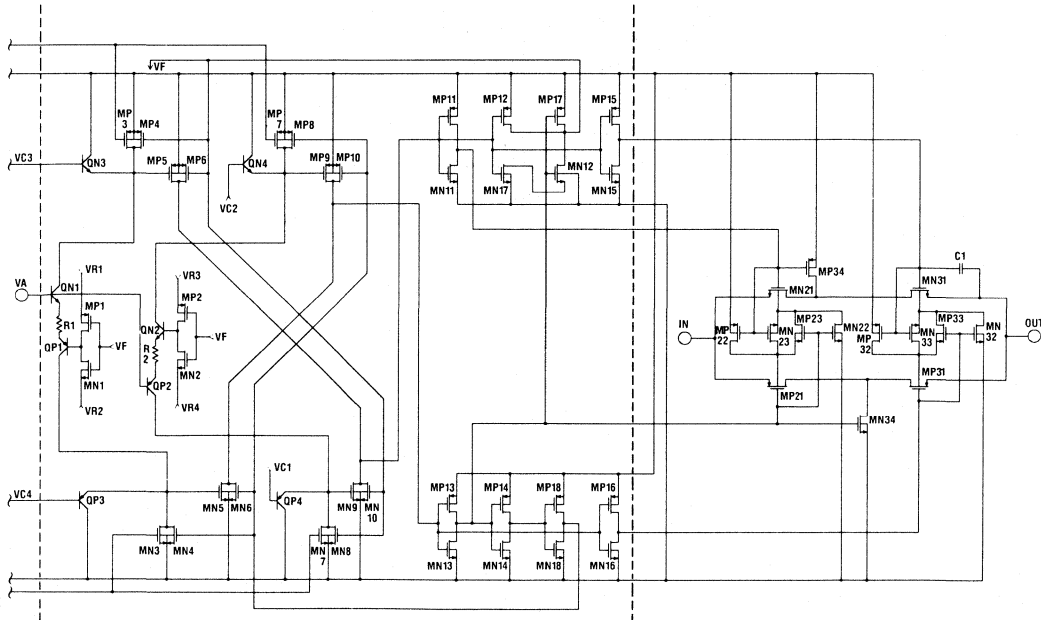 VF
MP11
MP12
MP17
MP15
MP
3
MP4
MP
7
MP8
VC3
QN3
MP5
MP6
QN4
MP9
MP10
MN11
MN17
MN12
MN15
VC2
VA
QN1
VR1
MP1
VR3
MP2
R1
QN2
VF
VF
QP1
R
2
MN1
MN2
QP2
VR2
VR4
MP34
C1
MN21
MN31
IN
MP
22
MN
23
MP23
MN22
MP
32
MN
33
MP33
MN
32
OUT
MP21
MP31
MN34
VC1
VC4
QP3
QP4
MN5
MN6
MN9
MN
10
MN3
MN4
MN
7
MN8
MP13
MP14
MP18
MP16
MN13
MN14
MN18
MN16